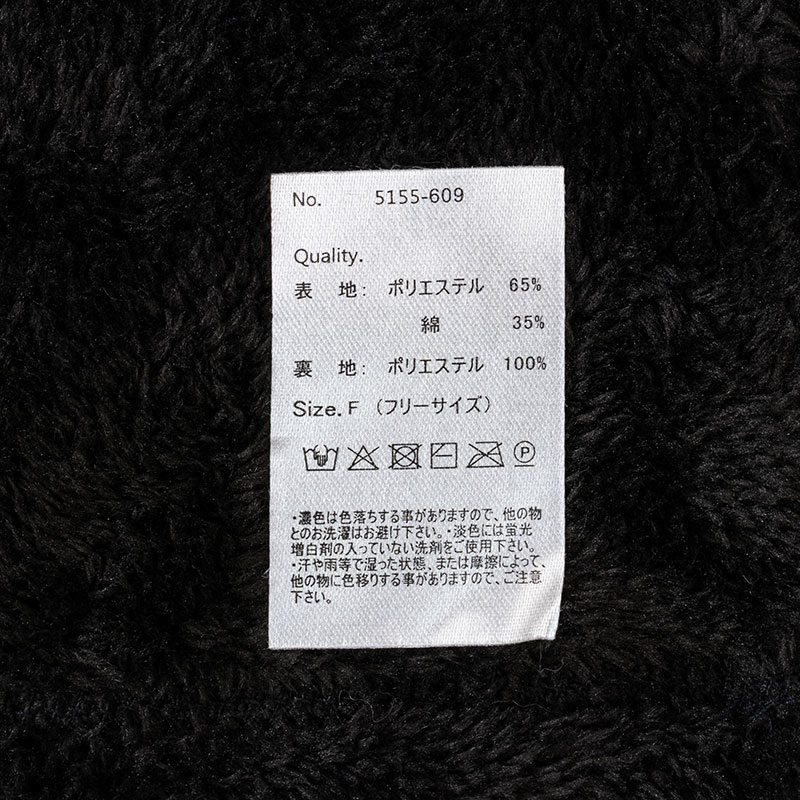 No. 5155-609
Quality.
表 地: ポリエステル 65%
綿 35%
裏 地: ポリエステル 100%
Size. F (フリーサイズ)
P
・濃色は色落ちする事がありますので、他の物
とのお洗濯はお避け下さい。・淡色には蛍光
増白剤の入っていない洗剤をご使用下さい。
・汗や雨等で湿った状態、または摩擦によって、
他の物に色移りする事がありますので、ご注意
下さい。